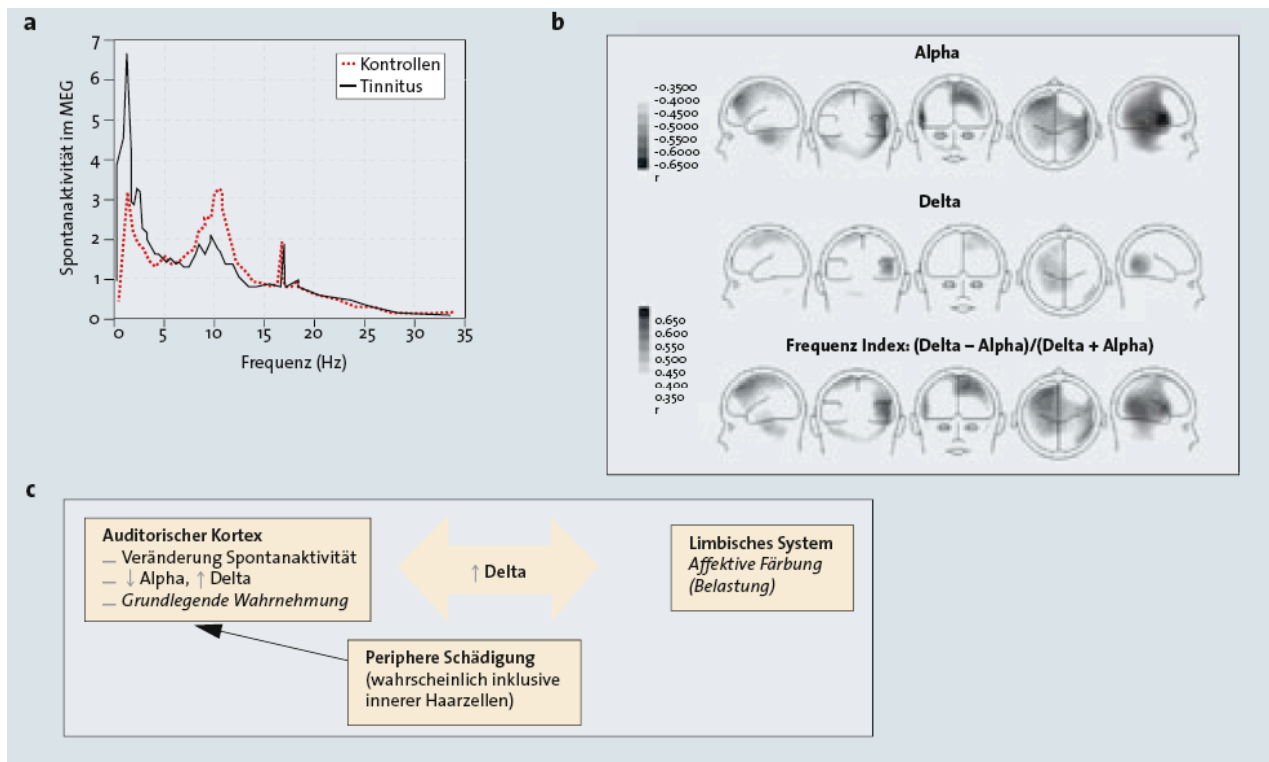 a
Spontanaktivität im MEG
7
6
5
4
3
2
1
0
Kontrollen
Tinnitus
0 5 10 15 20 25 30 35
Frequenz (Hz)
b
Alpha
-0.3500
-0.4000
-0.4500
-0.5000
-0.5500
-0.6000
-0.6500
r
Delta
0.650
0.600
0.550
0.500
0.450
0.400
0.350
r
Frequenz Index: (Delta – Alpha)/(Delta + Alpha)
c
Auditorischer Kortex
— Veränderung Spontanaktivität
— ↓ Alpha, ↑ Delta
— Grundlegende Wahrnehmung
↑ Delta
Limbisches System
Affektive Färbung
(Belastung)
Periphere Schädigung
(wahrscheinlich inklusive
innerer Haarzellen)